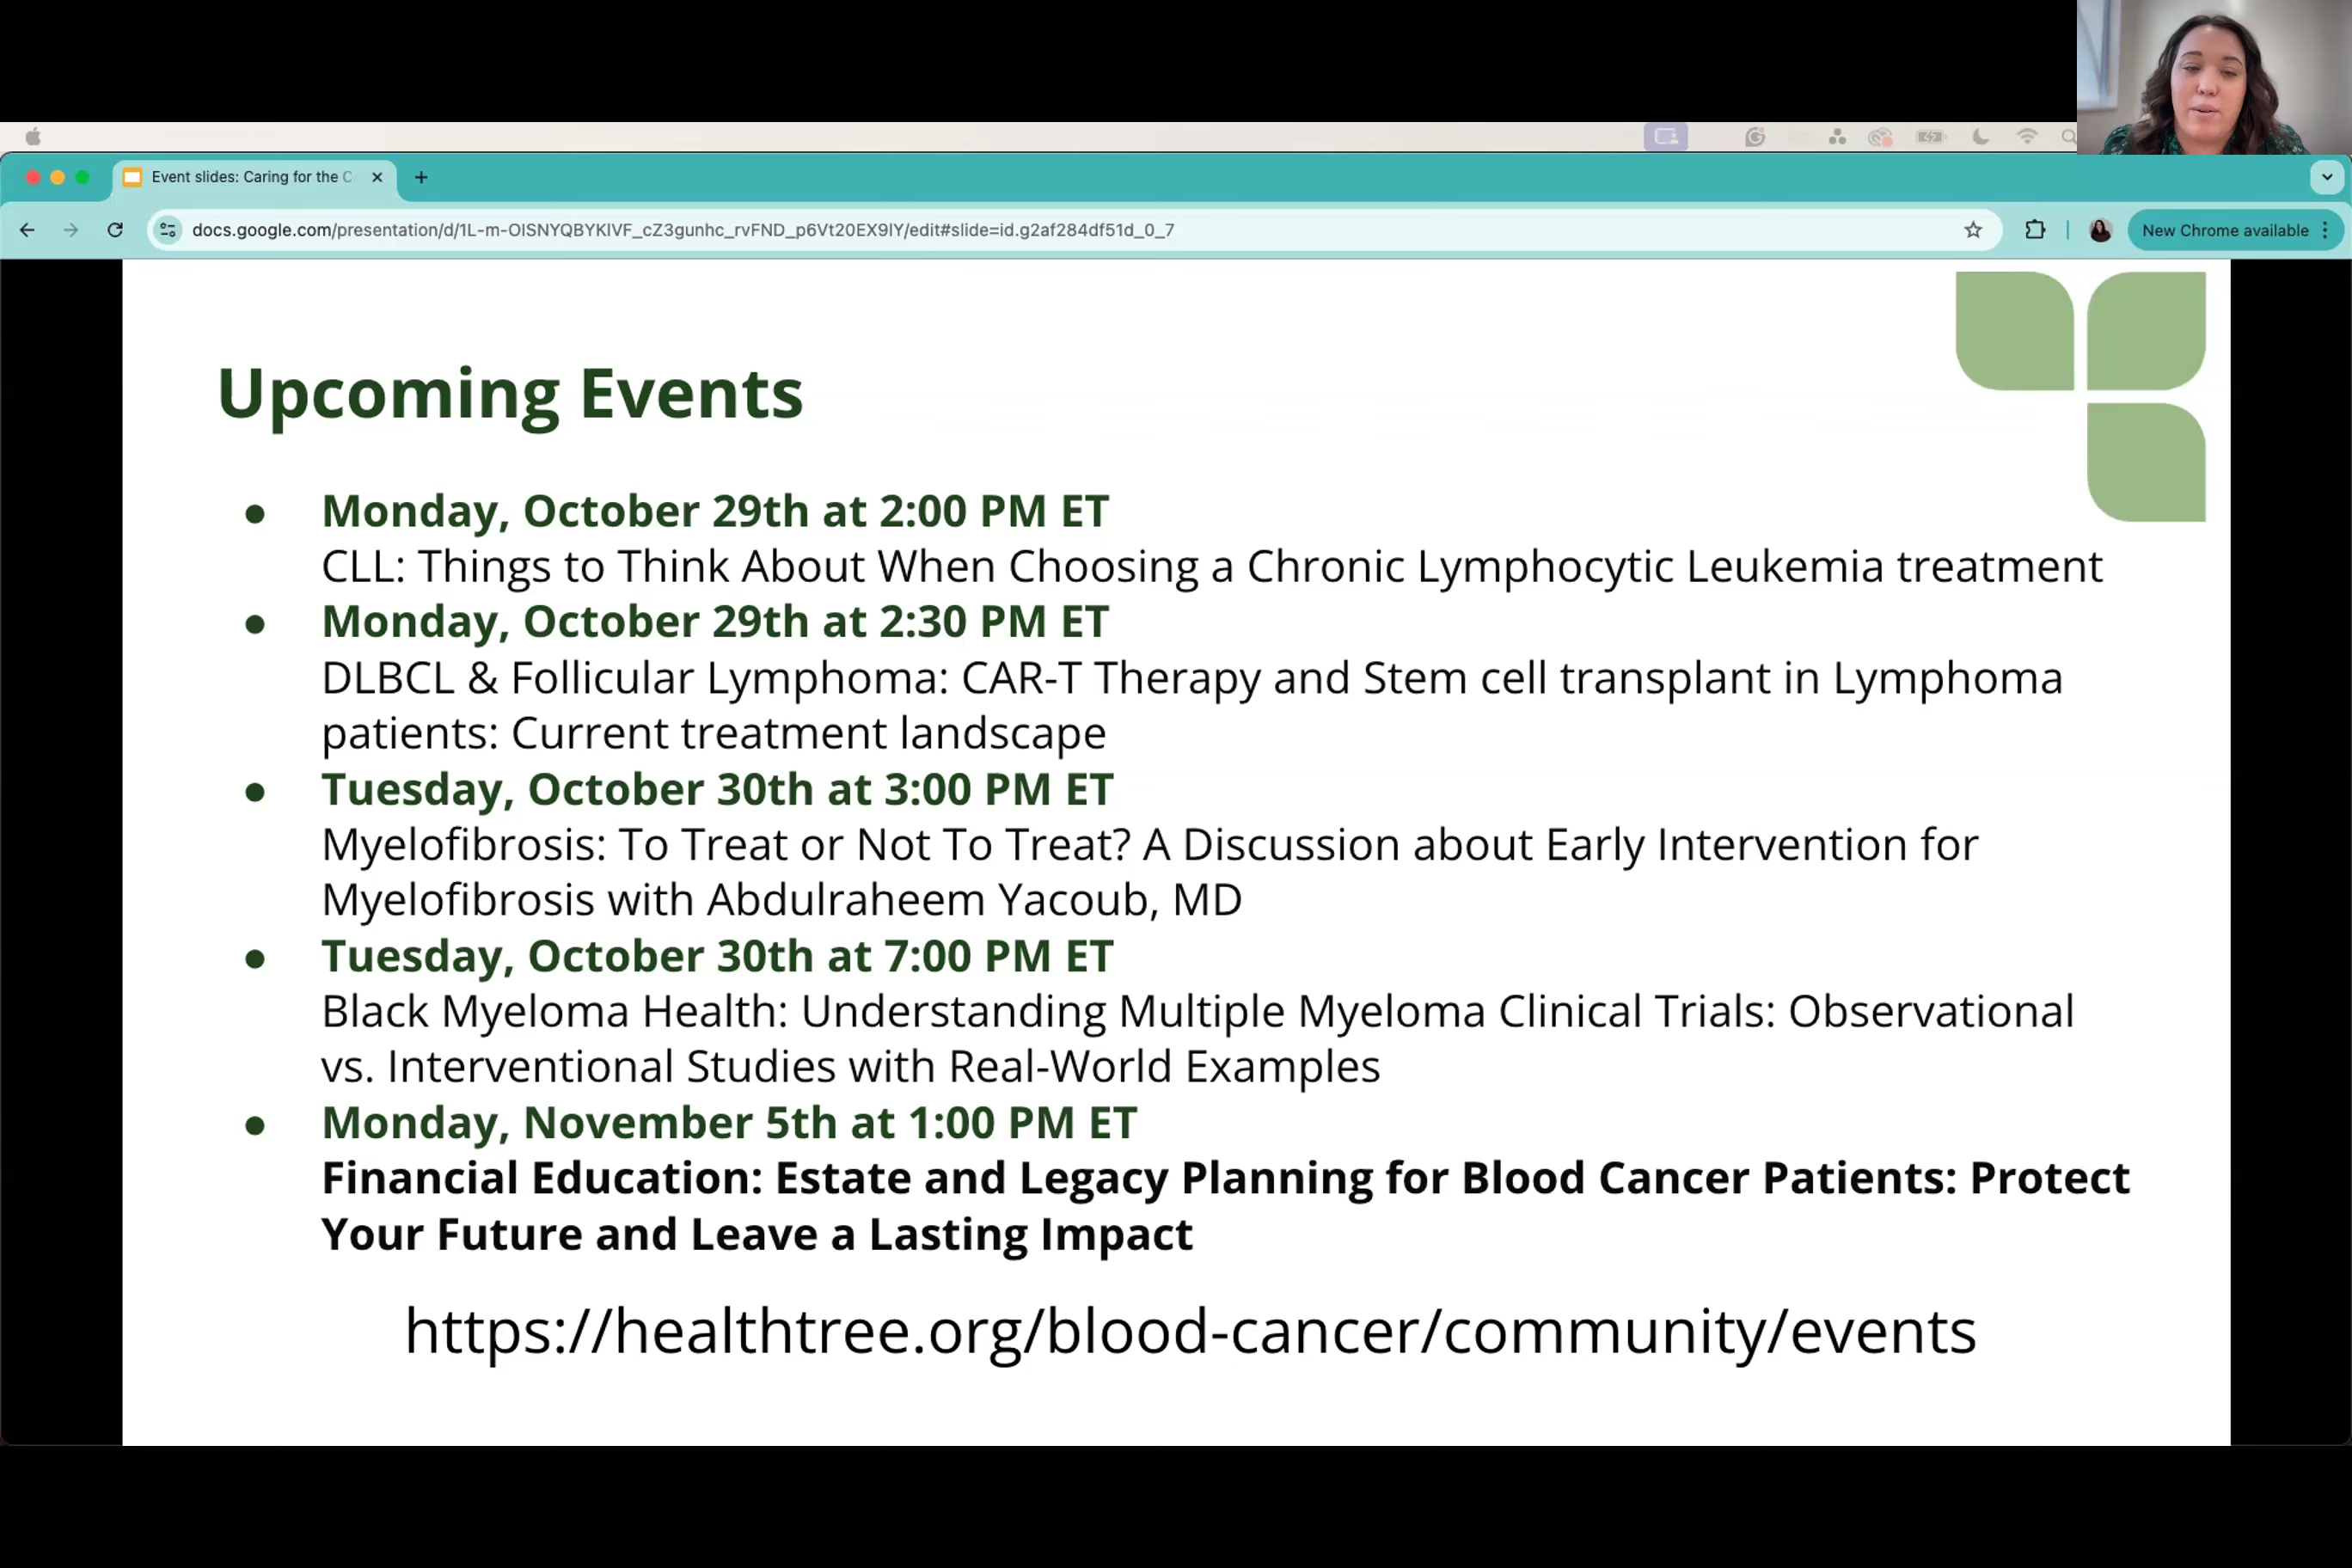 Event slides: Caring for the C
docs.google.com/presentation/d/1L-m-OlSNYQBYKlVF_cZ3gunhc_rvFND_p6Vt20EX9lY/edit#slide=id.g2af284df51d_0_7
New Chrome available
Upcoming Events
● Monday, October 29th at 2:00 PM ET
CLL: Things to Think About When Choosing a Chronic Lymphocytic Leukemia treatment
● Monday, October 29th at 2:30 PM ET
DLBCL & Follicular Lymphoma: CAR-T Therapy and Stem cell transplant in Lymphoma
patients: Current treatment landscape
● Tuesday, October 30th at 3:00 PM ET
Myelofibrosis: To Treat or Not To Treat? A Discussion about Early Intervention for
Myelofibrosis with Abdulraheem Yacoub, MD
● Tuesday, October 30th at 7:00 PM ET
Black Myeloma Health: Understanding Multiple Myeloma Clinical Trials: Observational
vs. Interventional Studies with Real-World Examples
● Monday, November 5th at 1:00 PM ET
Financial Education: Estate and Legacy Planning for Blood Cancer Patients: Protect
Your Future and Leave a Lasting Impact
https://healthtree.org/blood-cancer/community/events